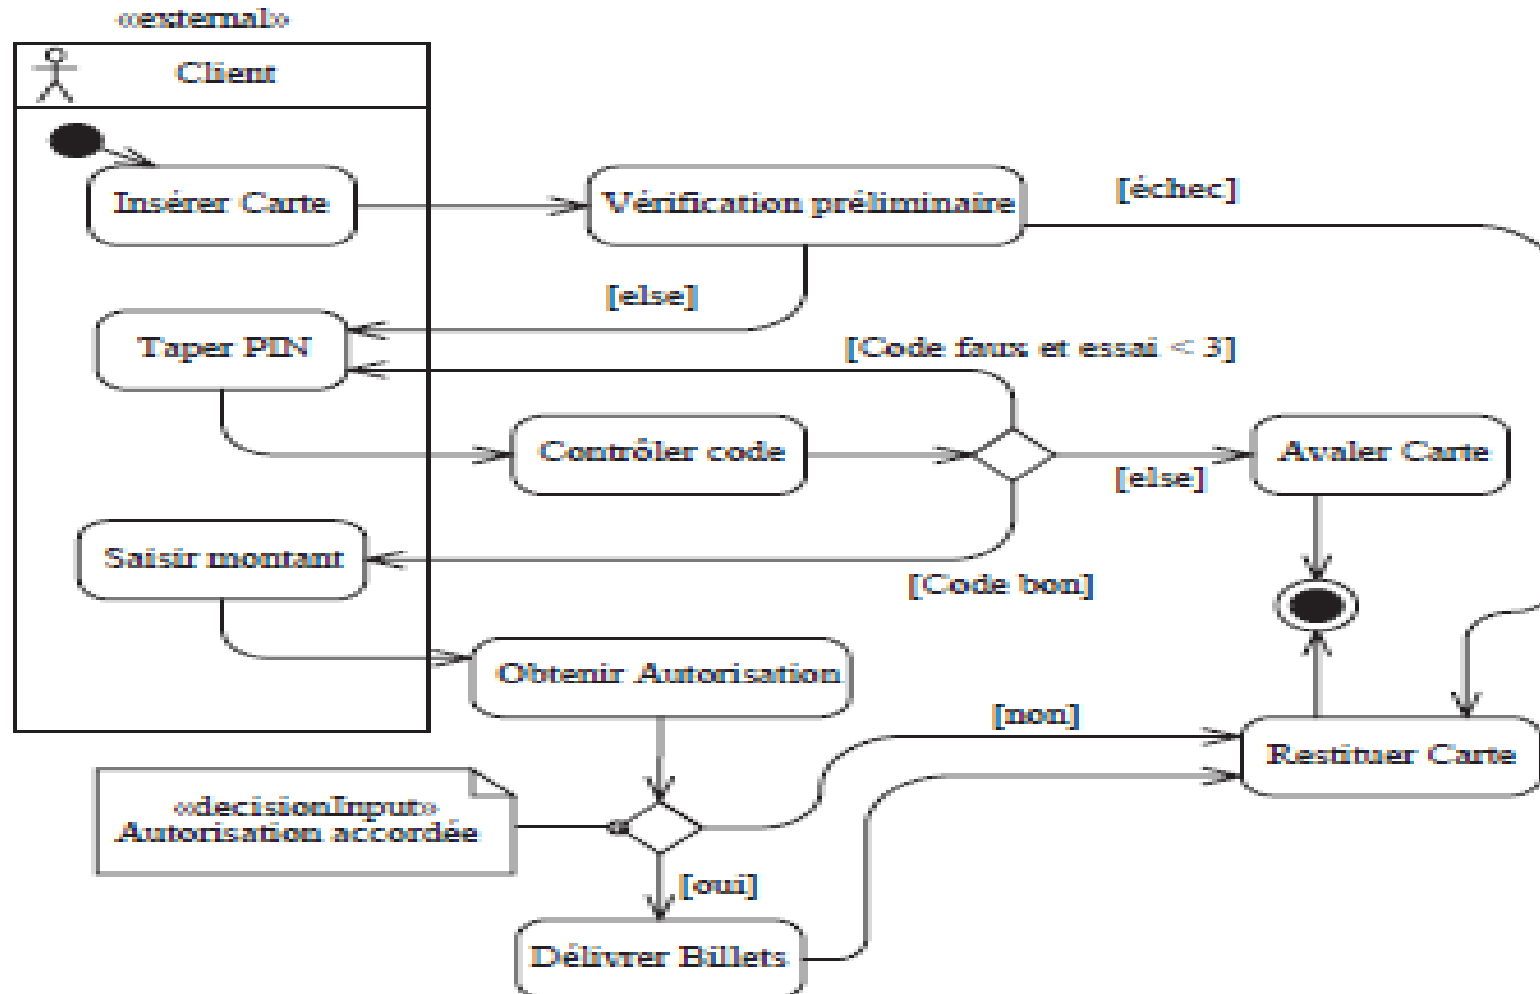 «external»
Client
Insérer Carte
Vérification préliminaire
[échec]
[else]
Taper PIN
[Code faux et essai < 3]
Contrôler code
[else]
Avaler Carte
Saisir montant
[Code bon]
Obtenir Autorisation
[non]
Restituer Carte
«decisionInput»
Autorisation accordée
[oui]
Délivrer Billets